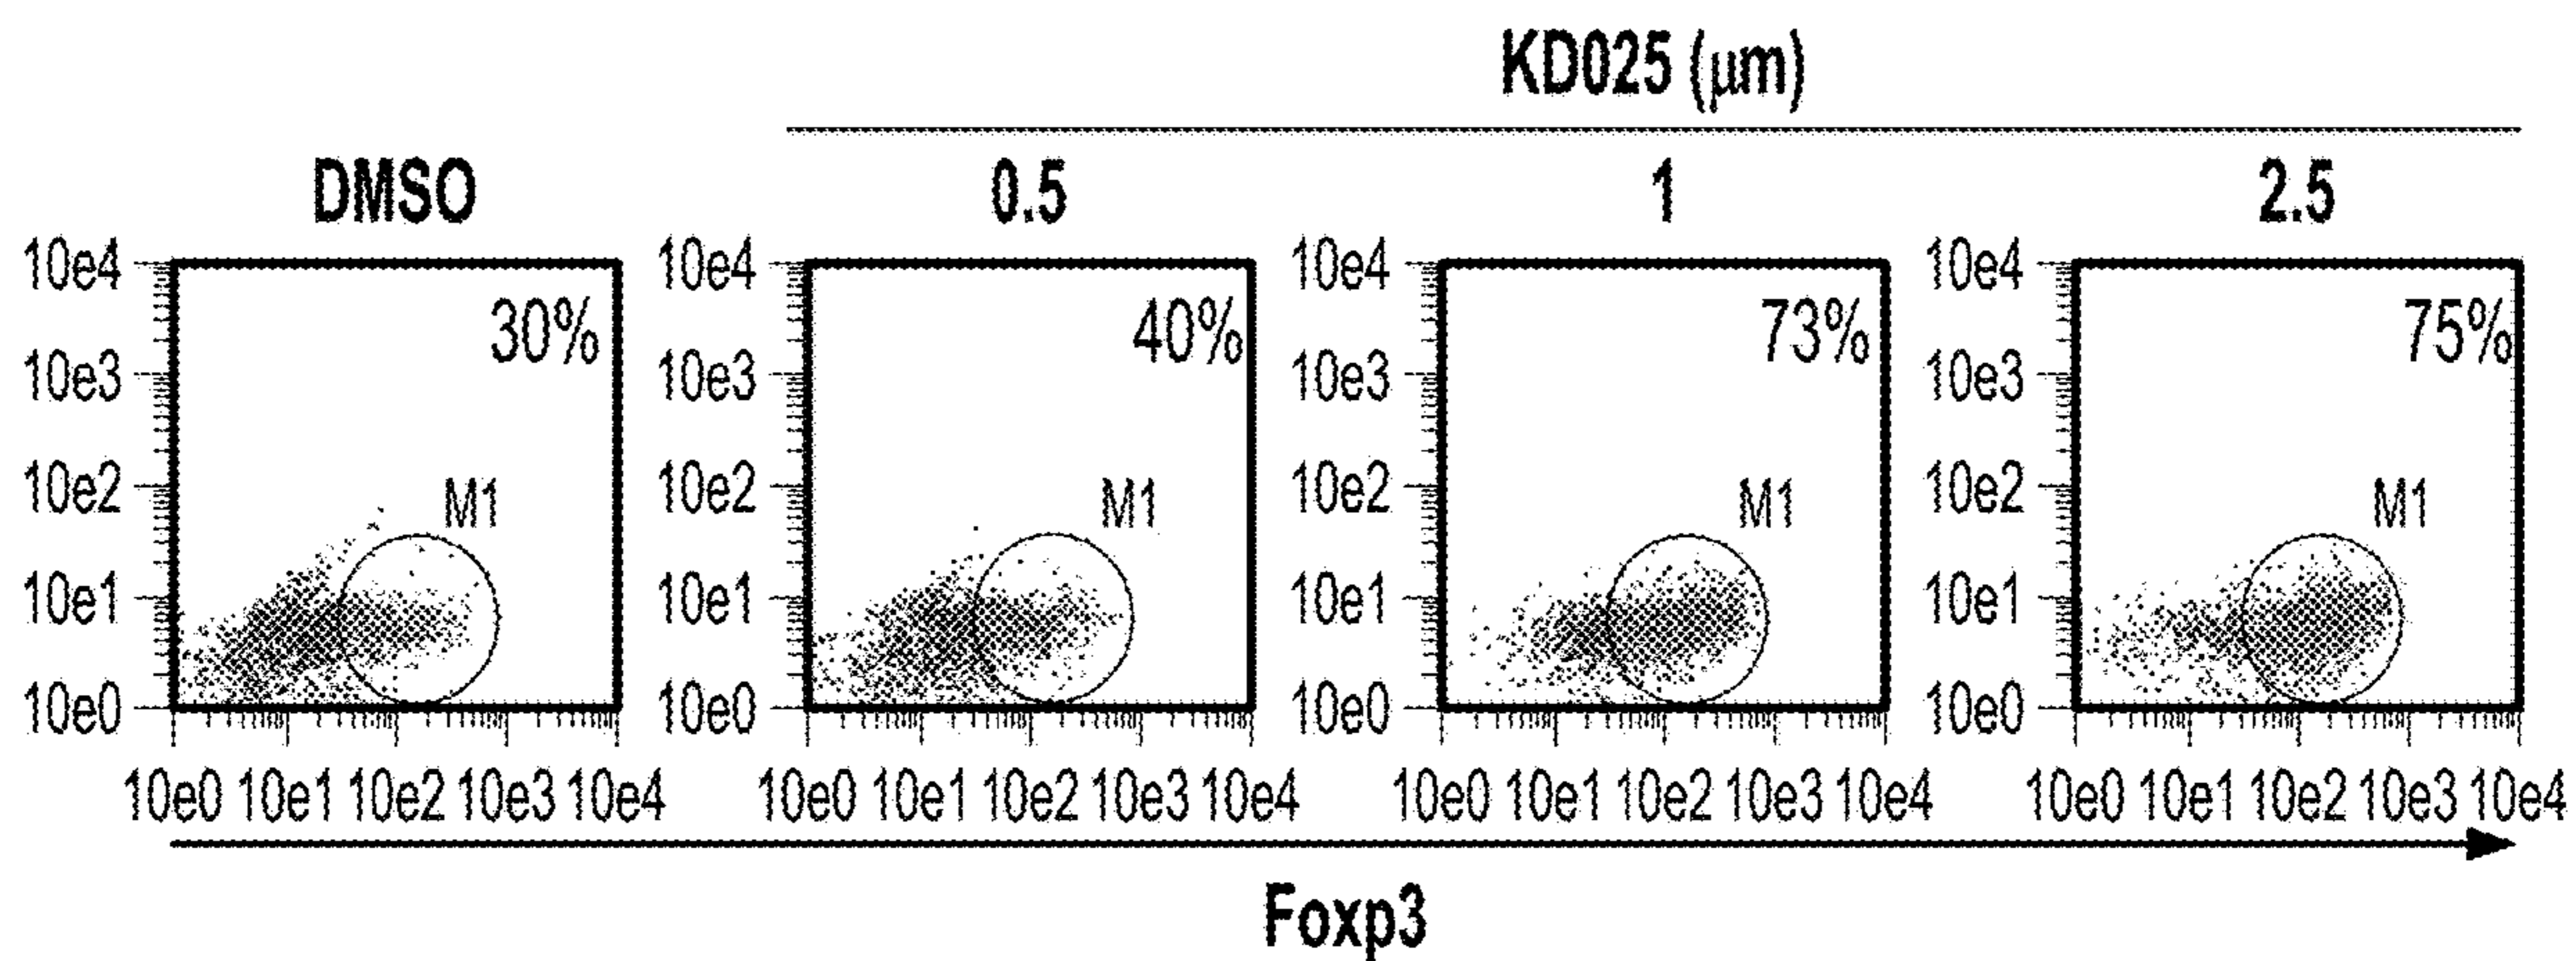 KD025 (μm)
DMSO 0.5 1 2.5
10e4 10e4 10e4 10e4
30% 40% 73% 75%
10e3 10e3 10e3 10e3
10e2 10e2 10e2 10e2
M1 M1 M1 M1
10e1 10e1 10e1 10e1
10e0 10e0 10e0 10e0
10e0 10e1 10e2 10e3 10e4 10e0 10e1 10e2 10e3 10e4 10e0 10e1 10e2 10e3 10e4 10e0 10e1 10e2 10e3 10e4
Foxp3